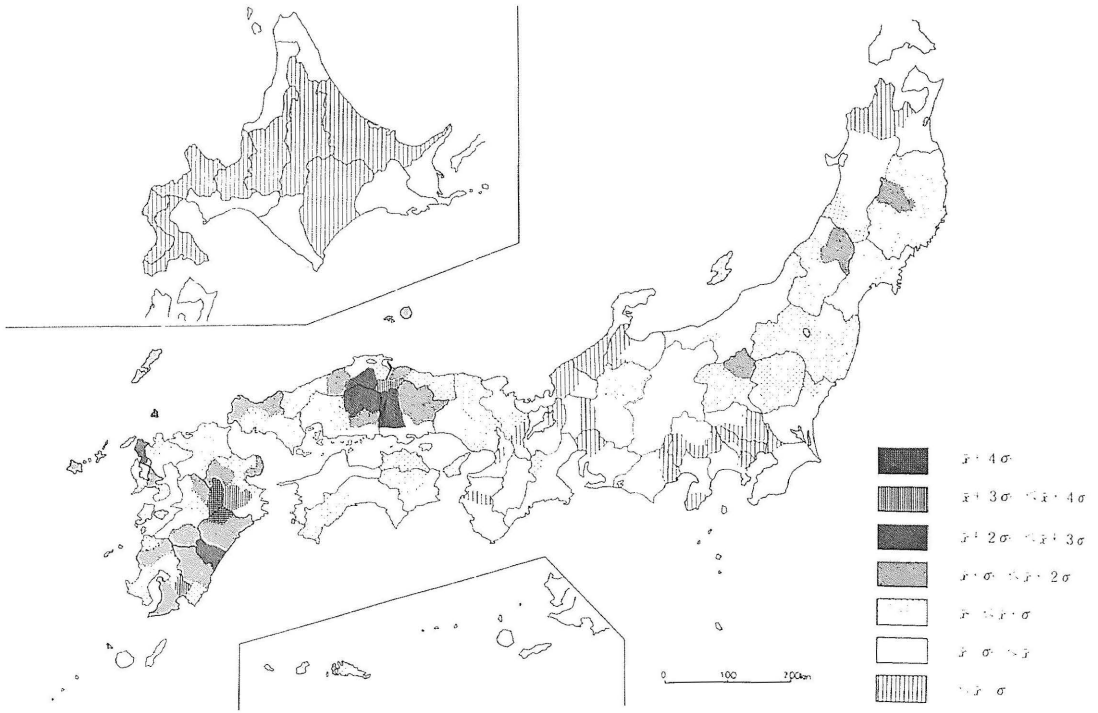 x̄+4σ
x̄+3σ ~ x̄+4σ
x̄+2σ ~ x̄+3σ
x̄+σ ~ x̄+2σ
x̄ ~ x̄+σ
x̄-σ ~ x̄
~ x̄-σ
0 100 200km